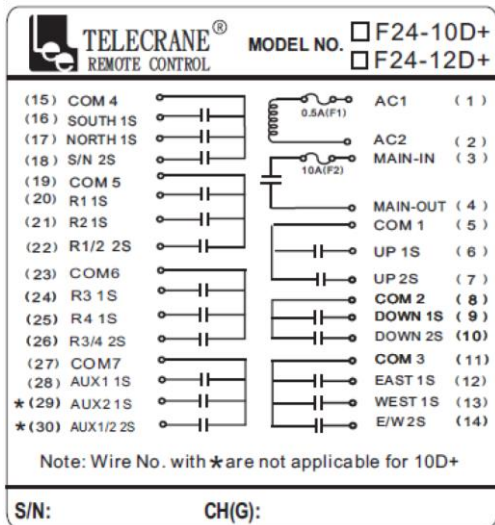 TELECRANE®
REMOTE CONTROL
MODEL NO. □ F24-10D+
□ F24-12D+
(15) COM 4
(16) SOUTH 1S
(17) NORTH 1S
(18) S/N 2S
(19) COM 5
(20) R1 1S
(21) R2 1S
(22) R1/2 2S
(23) COM6
(24) R3 1S
(25) R4 1S
(26) R3/4 2S
(27) COM7
(28) AUX1 1S
*(29) AUX2 1S
*(30) AUX1/2 2S
0.5A(F1)
AC1 (1)
AC2 (2)
10A(F2)
MAIN-IN (3)
MAIN-OUT (4)
COM 1 (5)
UP 1S (6)
UP 2S (7)
COM 2 (8)
DOWN 1S (9)
DOWN 2S (10)
COM 3 (11)
EAST 1S (12)
WEST 1S (13)
E/W 2S (14)
Note: Wire No. with * are not applicable for 10D+
S/N: CH(G):